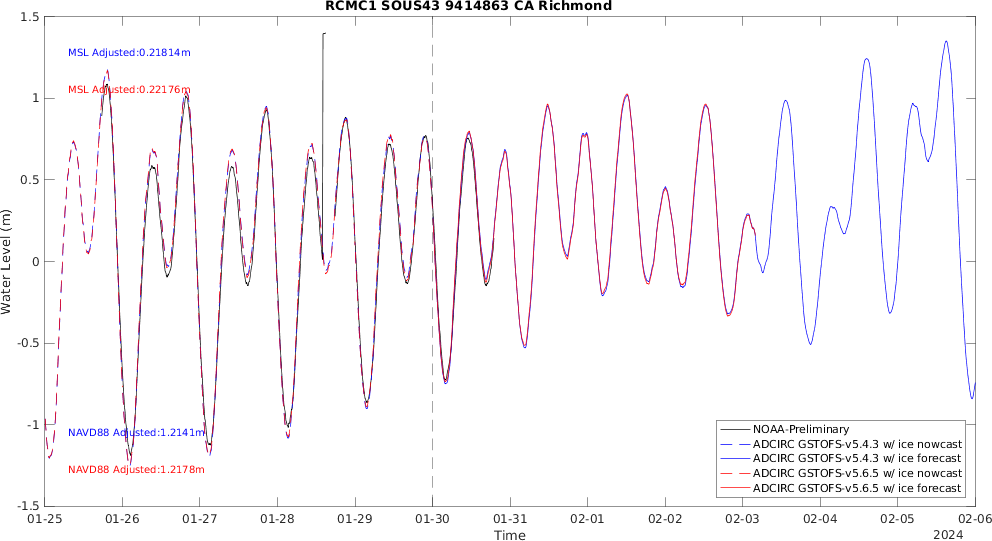 RCMC1 SOUS43 9414863 CA Richmond
1.5
1
0.5
0
-0.5
-1
-1.5
Water Level (m)
MSL Adjusted:0.21814m
MSL Adjusted:0.22176m
NAVD88 Adjusted:1.2141m
NAVD88 Adjusted:1.2178m
NOAA-Preliminary
ADCIRC GSTOFS-v5.4.3 w/ ice nowcast
ADCIRC GSTOFS-v5.4.3 w/ ice forecast
ADCIRC GSTOFS-v5.6.5 w/ ice nowcast
ADCIRC GSTOFS-v5.6.5 w/ ice forecast
01-25 01-26 01-27 01-28 01-29 01-30 01-31 02-01 02-02 02-03 02-04 02-05 02-06
Time
2024